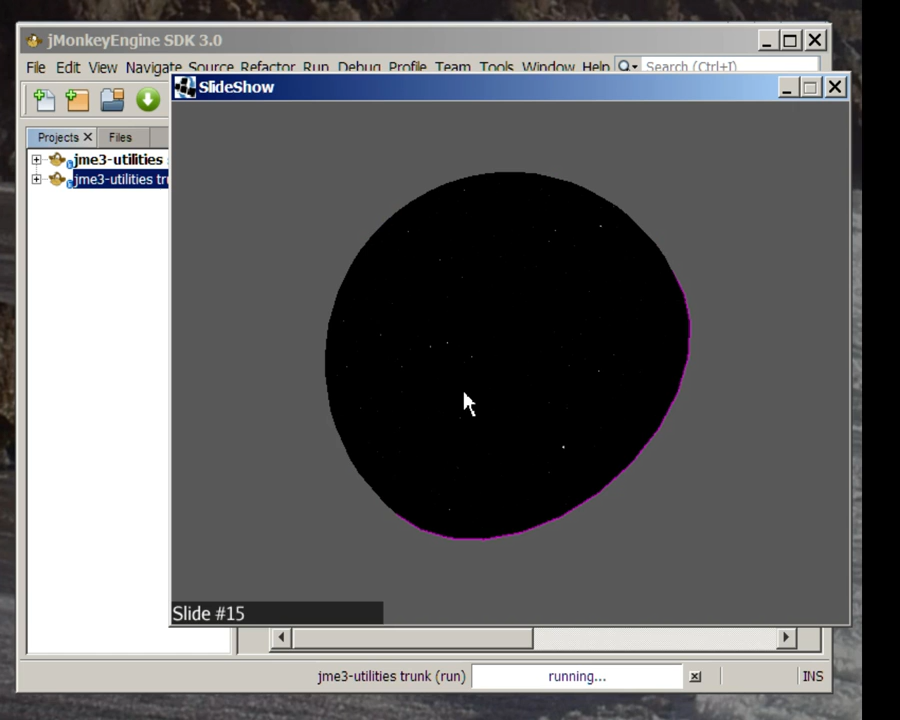 jMonkeyEngine SDK 3.0
File Edit View Navigate Source Refactor Run Debug Profile Team Tools Window Help Search (Ctrl+I)
SlideShow
Projects Files
jme3-utilities
jme3-utilities tru
Slide #15
jme3-utilities trunk (run) running... INS